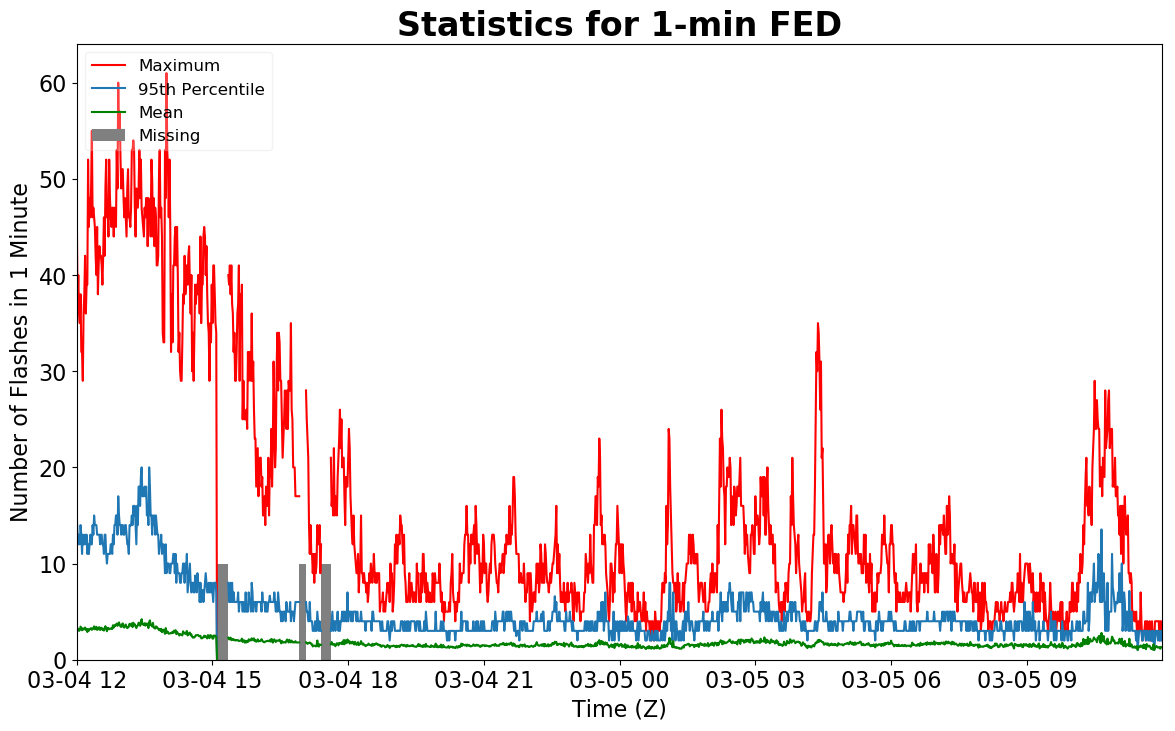 Statistics for 1-min FED
Maximum
95th Percentile
Mean
Missing
Number of Flashes in 1 Minute
60
50
40
30
20
10
0
03-04 12 03-04 15 03-04 18 03-04 21 03-05 00 03-05 03 03-05 06 03-05 09
Time (Z)